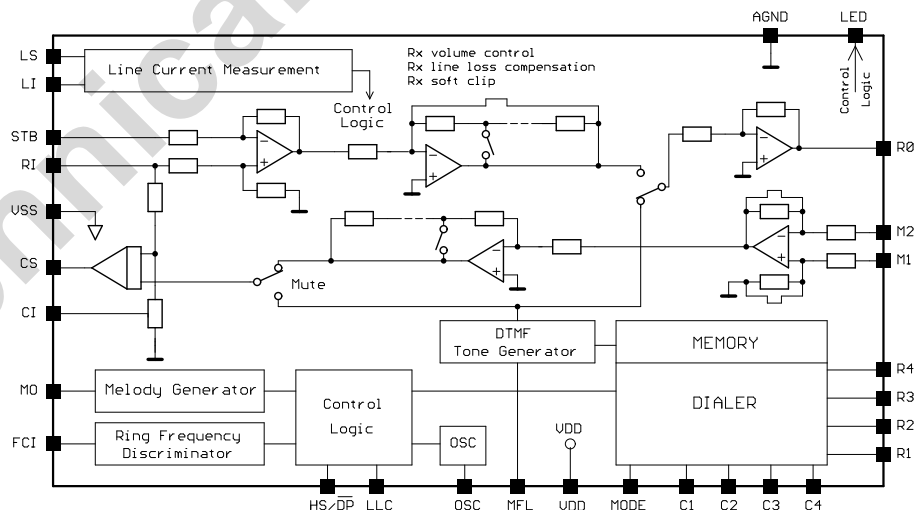 AGND
LED
LS
LI
Line Current Measurement
Rx volume control
Rx line loss compensation
Rx soft clip
Control
Logic
Control
Logic
STB
RI
VSS
CS
CI
MO
FCI
RO
M2
M1
R4
R3
R2
R1
−
+
−
+
−
+
−
+
−
+
Mute
DTMF
Tone Generator
MEMORY
DIALER
Melody Generator
Control
Logic
Ring Frequency
Discriminator
OSC
VDD
HS/D̅P̅
LLC
OSC
MFL
VDD
MODE
C1
C2
C3
C4
nnical